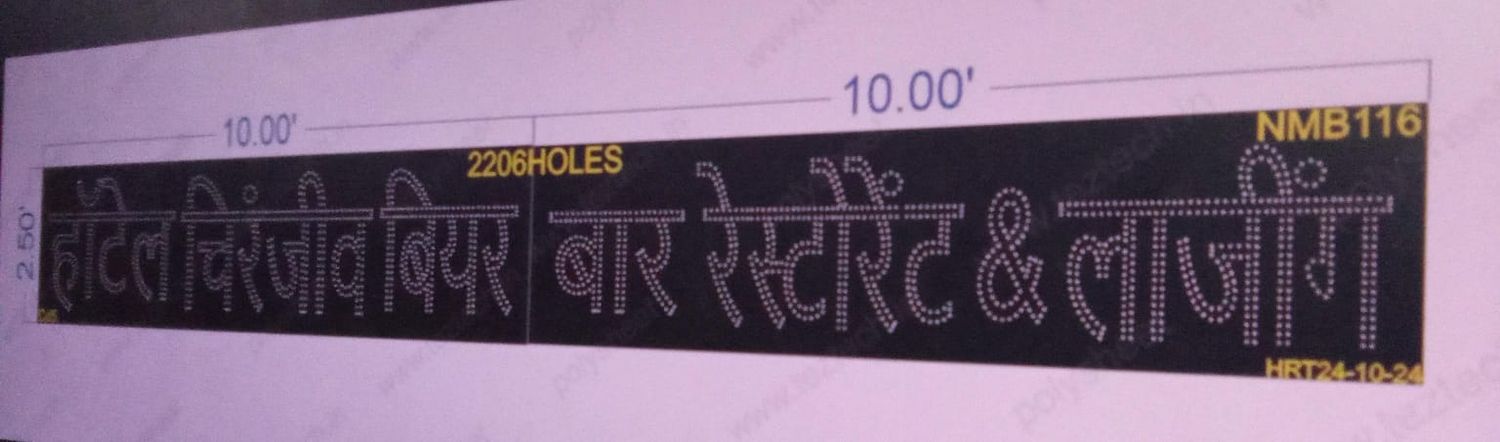 10.00' 10.00'
NMB116
2206HOLES
2.50'
हॉटेल चिरंजीव बियर बार रेस्टॉरेंट & लाजींग
HRT24-10-24